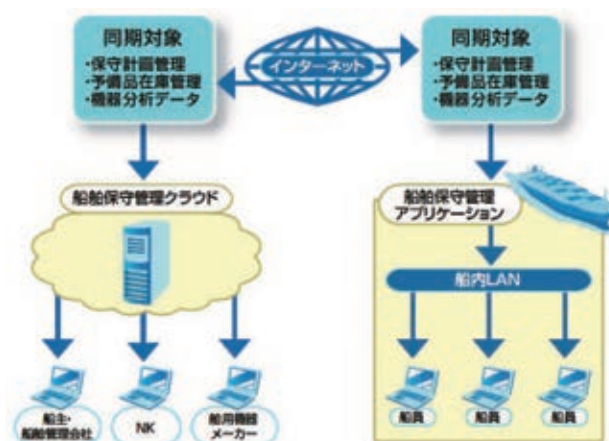 同期対象
・保守計画管理
・予備品在庫管理
・機器分析データ
インターネット
同期対象
・保守計画管理
・予備品在庫管理
・機器分析データ
船舶保守管理クラウド
船主・
船舶管理会社
NK
舶用機器
メーカー
船舶保守管理
アプリケーション
船内LAN
船員
船員
船員